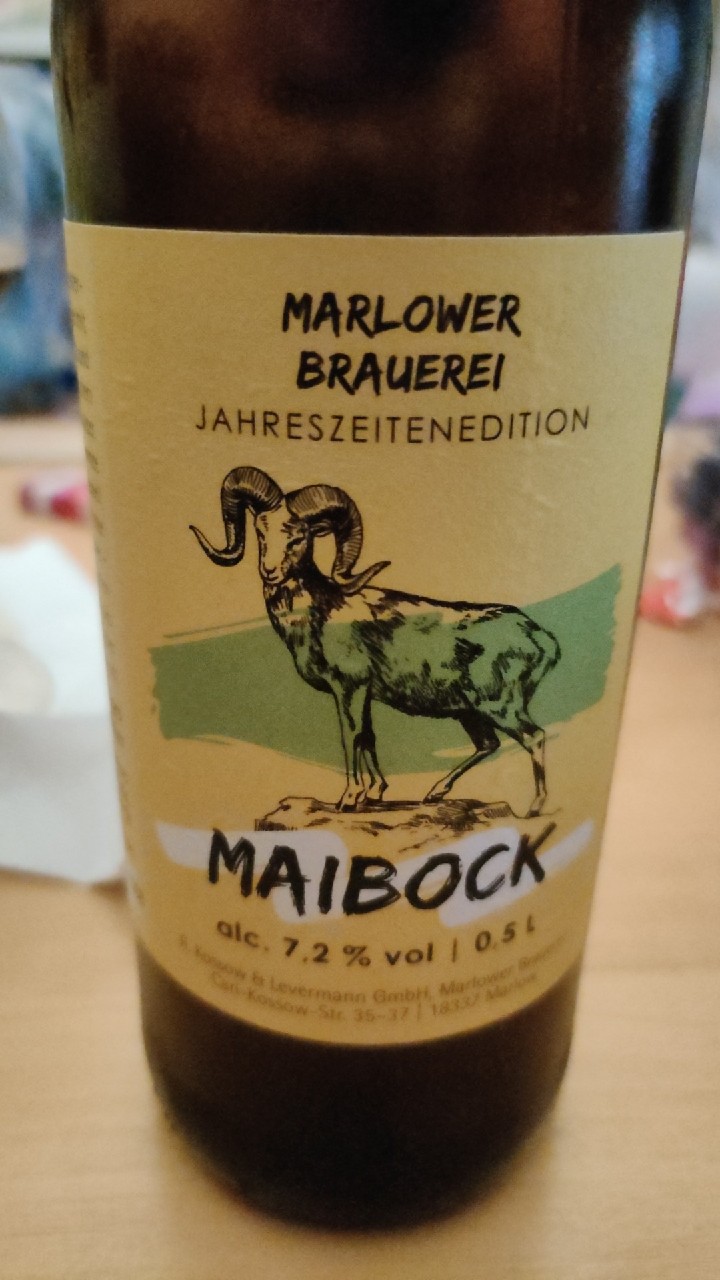 MARLOWER
BRAUEREI
JAHRESZEITENEDITION
MAIBOCK
alc. 7,2 % vol | 0,5 L
Kossow & Levermann GmbH, Marlower
Carl-Kossow-Str. 35–37 | 18337 Marlow